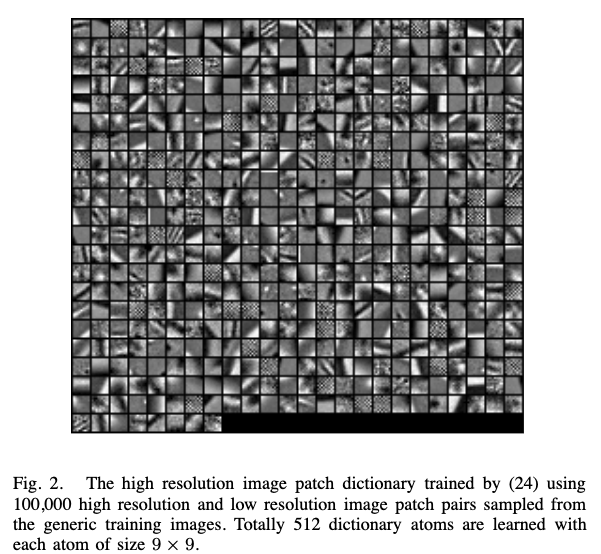 Fig. 2. The high resolution image patch dictionary trained by (24) using
100,000 high resolution and low resolution image patch pairs sampled from
the generic training images. Totally 512 dictionary atoms are learned with
each atom of size 9 × 9.